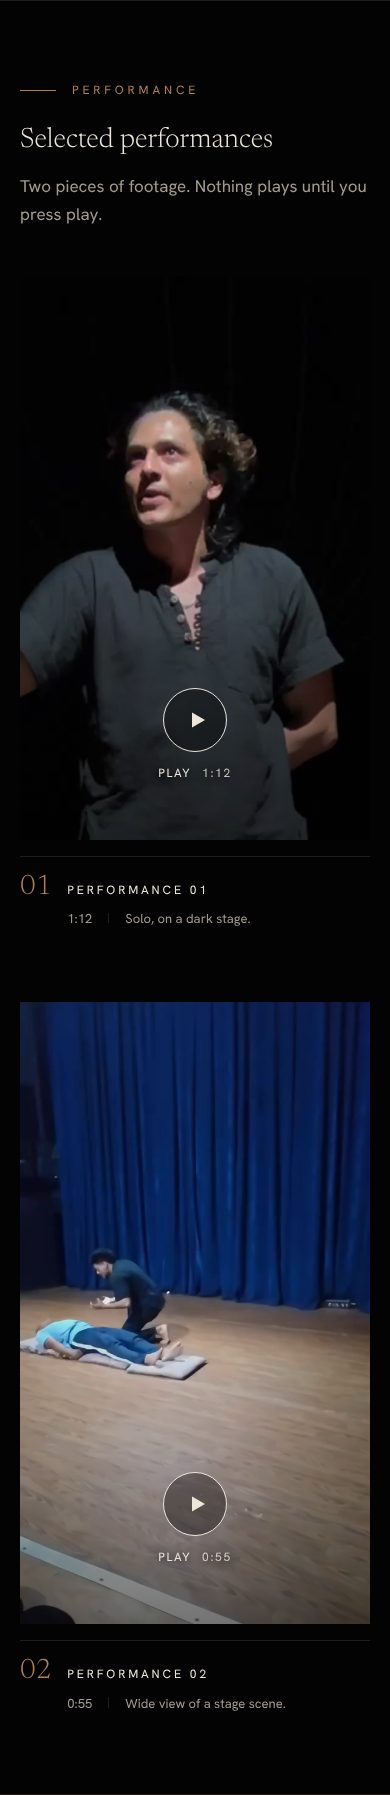 PERFORMANCE
Selected performances
Two pieces of footage. Nothing plays until you
press play.
PLAY 1:12
01 PERFORMANCE 01
1:12 Solo, on a dark stage.
PLAY 0:55
02 PERFORMANCE 02
0:55 Wide view of a stage scene.